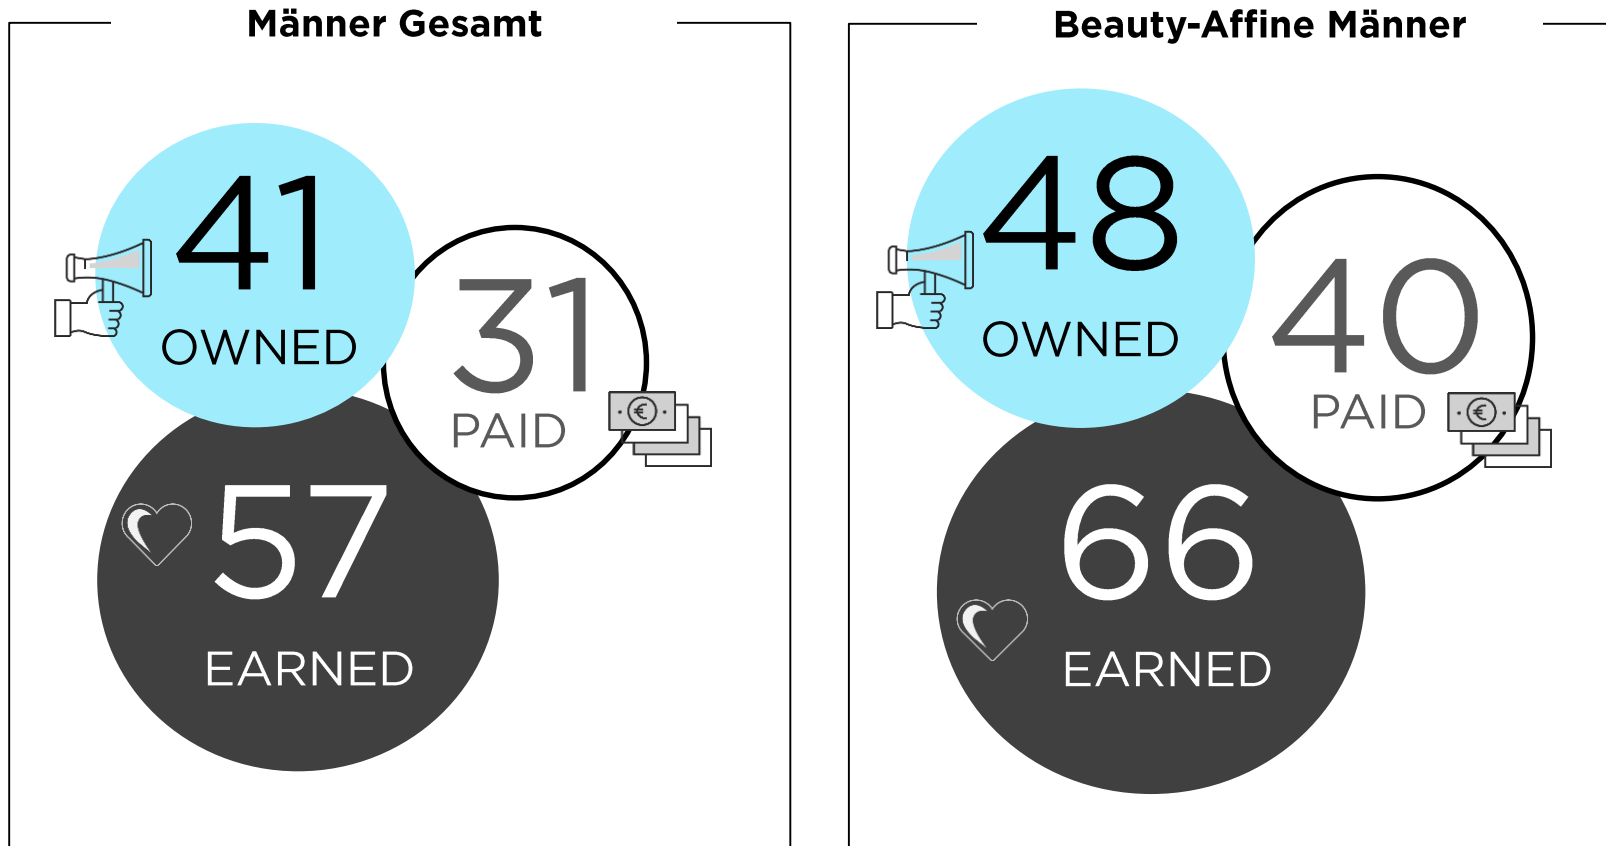 Männer Gesamt
41
OWNED
31
PAID
€
57
EARNED
Beauty-Affine Männer
48
OWNED
40
PAID
€
66
EARNED